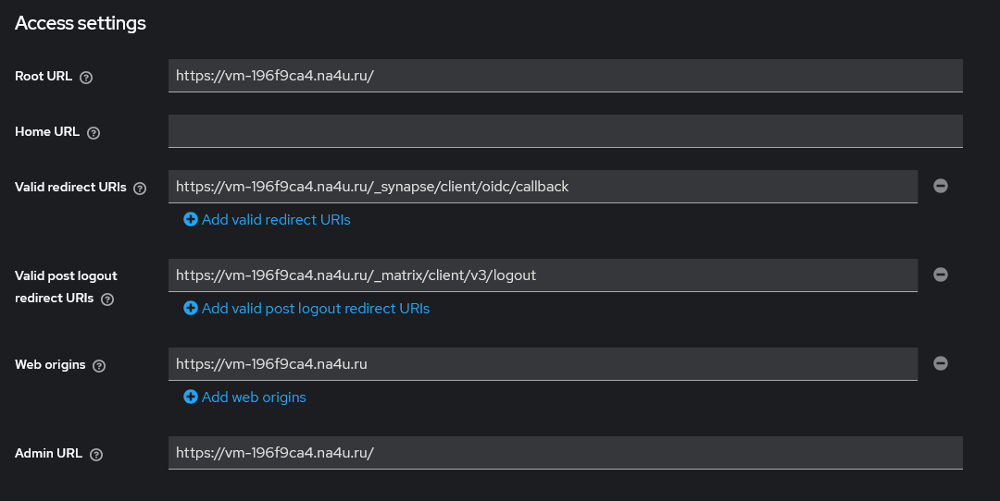 Access settings
Root URL
https://vm-196f9ca4.na4u.ru/
Home URL
Valid redirect URIs
https://vm-196f9ca4.na4u.ru/_synapse/client/oidc/callback
Add valid redirect URIs
Valid post logout
redirect URIs
https://vm-196f9ca4.na4u.ru/_matrix/client/v3/logout
Add valid post logout redirect URIs
Web origins
https://vm-196f9ca4.na4u.ru
Add web origins
Admin URL
https://vm-196f9ca4.na4u.ru/